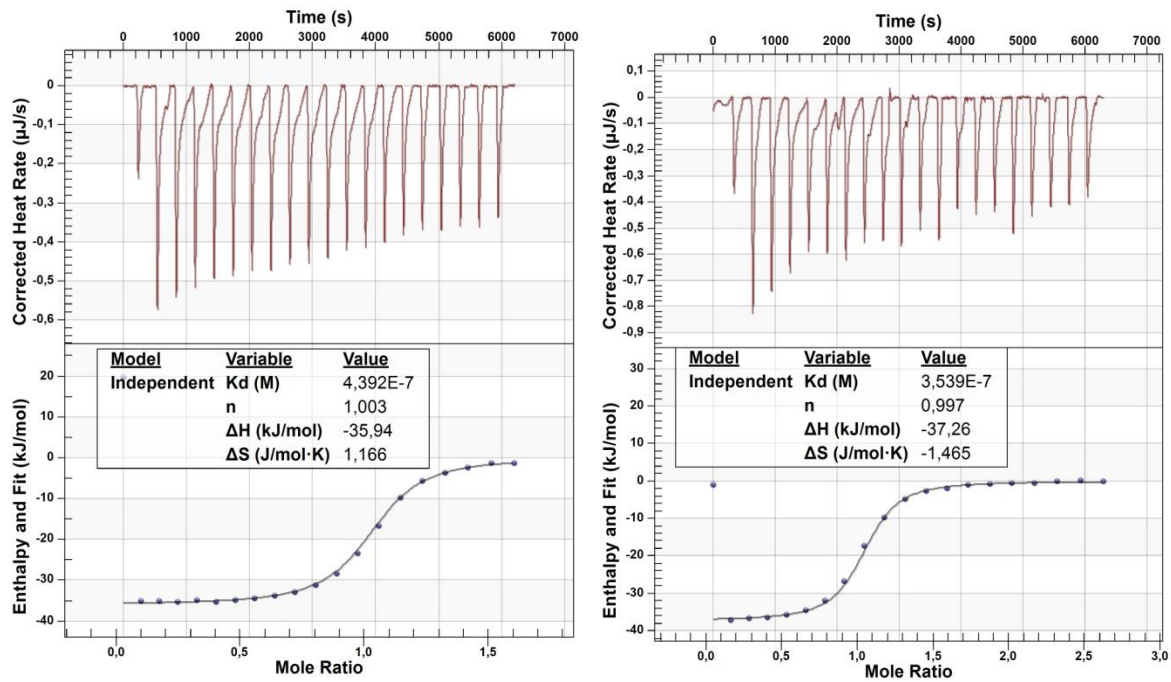 Time (s)
0 1000 2000 3000 4000 5000 6000 7000
Corrected Heat Rate (µJ/s)
0
-0,1
-0,2
-0,3
-0,4
-0,5
-0,6
Model Variable Value
Independent Kd (M) 4,392E-7
n 1,003
ΔH (kJ/mol) -35,94
ΔS (J/mol·K) 1,166
Enthalpy and Fit (kJ/mol)
20
10
0
-10
-20
-30
-40
0,0 0,5 1,0 1,5
Mole Ratio
Time (s)
0 1000 2000 3000 4000 5000 6000 7000
Corrected Heat Rate (µJ/s)
0,1
0
-0,1
-0,2
-0,3
-0,4
-0,5
-0,6
-0,7
-0,8
-0,9
Model Variable Value
Independent Kd (M) 3,539E-7
n 0,997
ΔH (kJ/mol) -37,26
ΔS (J/mol·K) -1,465
Enthalpy and Fit (kJ/mol)
30
20
10
0
-10
-20
-30
-40
0,0 0,5 1,0 1,5 2,0 2,5 3,0
Mole Ratio